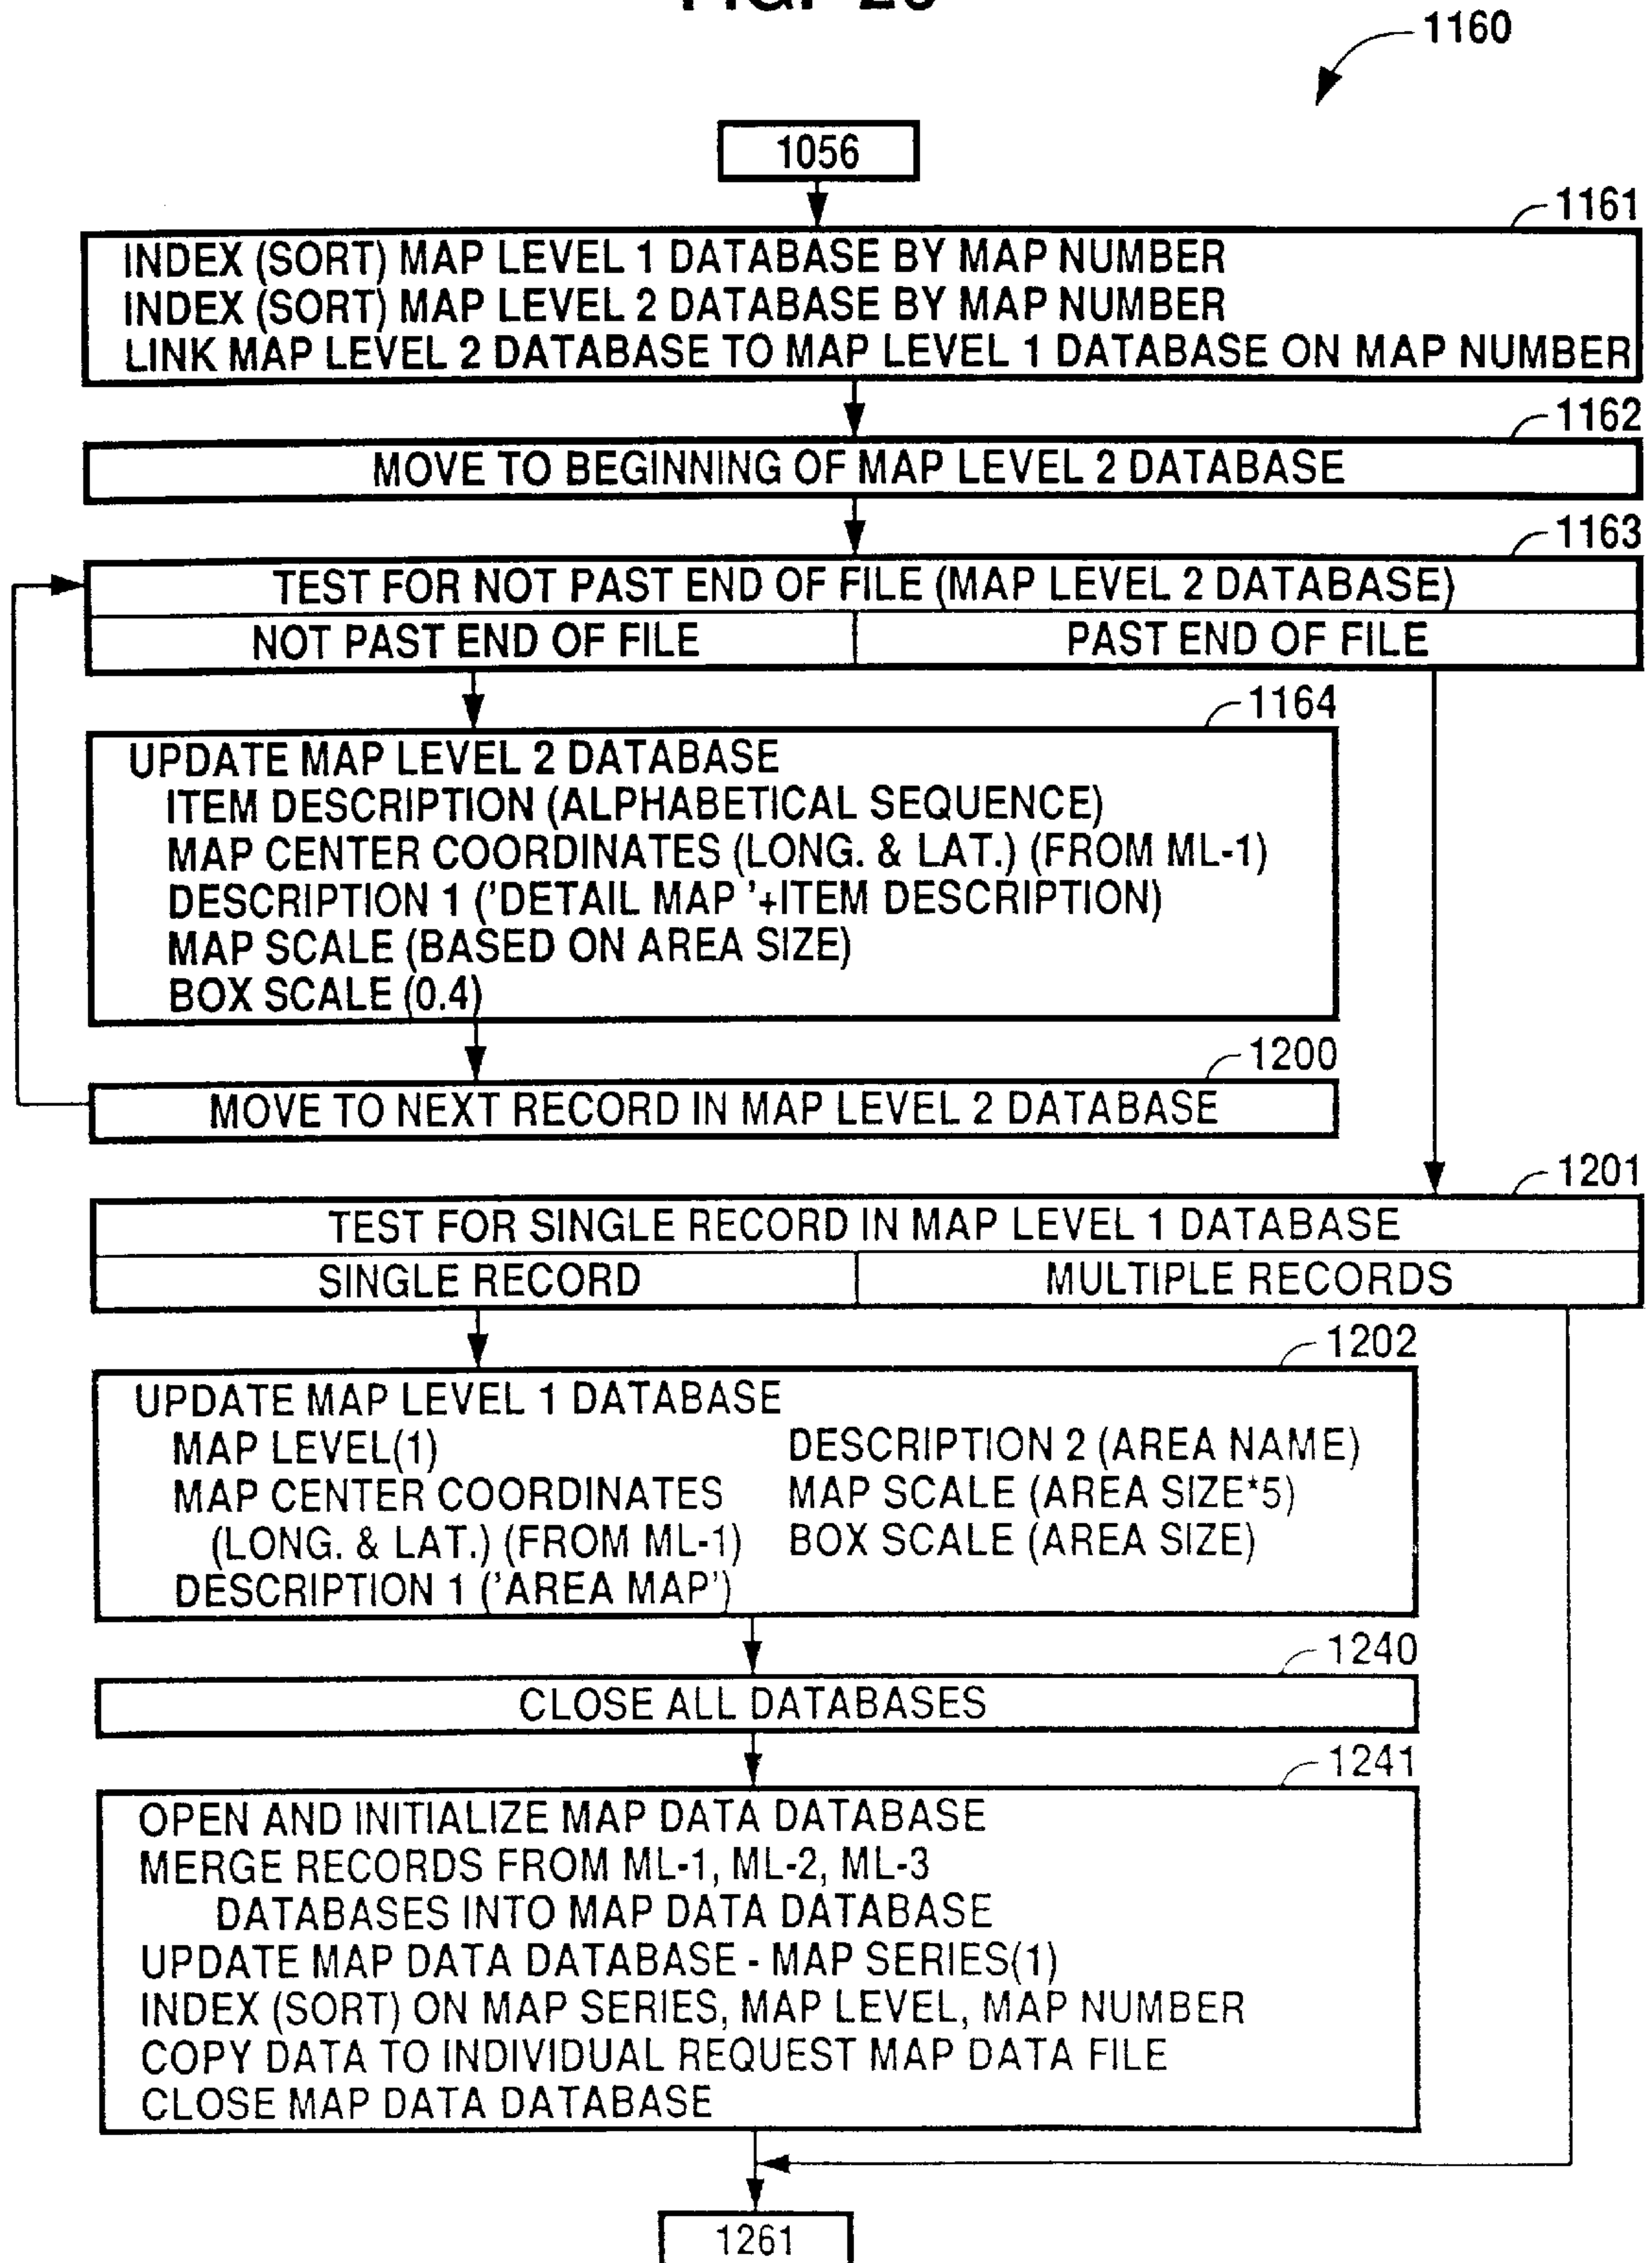 1160
1056
1161
INDEX (SORT) MAP LEVEL 1 DATABASE BY MAP NUMBER
INDEX (SORT) MAP LEVEL 2 DATABASE BY MAP NUMBER
LINK MAP LEVEL 2 DATABASE TO MAP LEVEL 1 DATABASE ON MAP NUMBER
1162
MOVE TO BEGINNING OF MAP LEVEL 2 DATABASE
1163
TEST FOR NOT PAST END OF FILE (MAP LEVEL 2 DATABASE)
NOT PAST END OF FILE
PAST END OF FILE
1164
UPDATE MAP LEVEL 2 DATABASE
ITEM DESCRIPTION (ALPHABETICAL SEQUENCE)
MAP CENTER COORDINATES (LONG. & LAT.) (FROM ML-1)
DESCRIPTION 1 ('DETAIL MAP '+ITEM DESCRIPTION)
MAP SCALE (BASED ON AREA SIZE)
BOX SCALE (0.4)
1200
MOVE TO NEXT RECORD IN MAP LEVEL 2 DATABASE
1201
TEST FOR SINGLE RECORD IN MAP LEVEL 1 DATABASE
SINGLE RECORD
MULTIPLE RECORDS
1202
UPDATE MAP LEVEL 1 DATABASE
MAP LEVEL(1)
MAP CENTER COORDINATES
(LONG. & LAT.) (FROM ML-1)
DESCRIPTION 1 ('AREA MAP')
DESCRIPTION 2 (AREA NAME)
MAP SCALE (AREA SIZE*5)
BOX SCALE (AREA SIZE)
1240
CLOSE ALL DATABASES
1241
OPEN AND INITIALIZE MAP DATA DATABASE
MERGE RECORDS FROM ML-1, ML-2, ML-3
DATABASES INTO MAP DATA DATABASE
UPDATE MAP DATA DATABASE - MAP SERIES(1)
INDEX (SORT) ON MAP SERIES, MAP LEVEL, MAP NUMBER
COPY DATA TO INDIVIDUAL REQUEST MAP DATA FILE
CLOSE MAP DATA DATABASE
1261